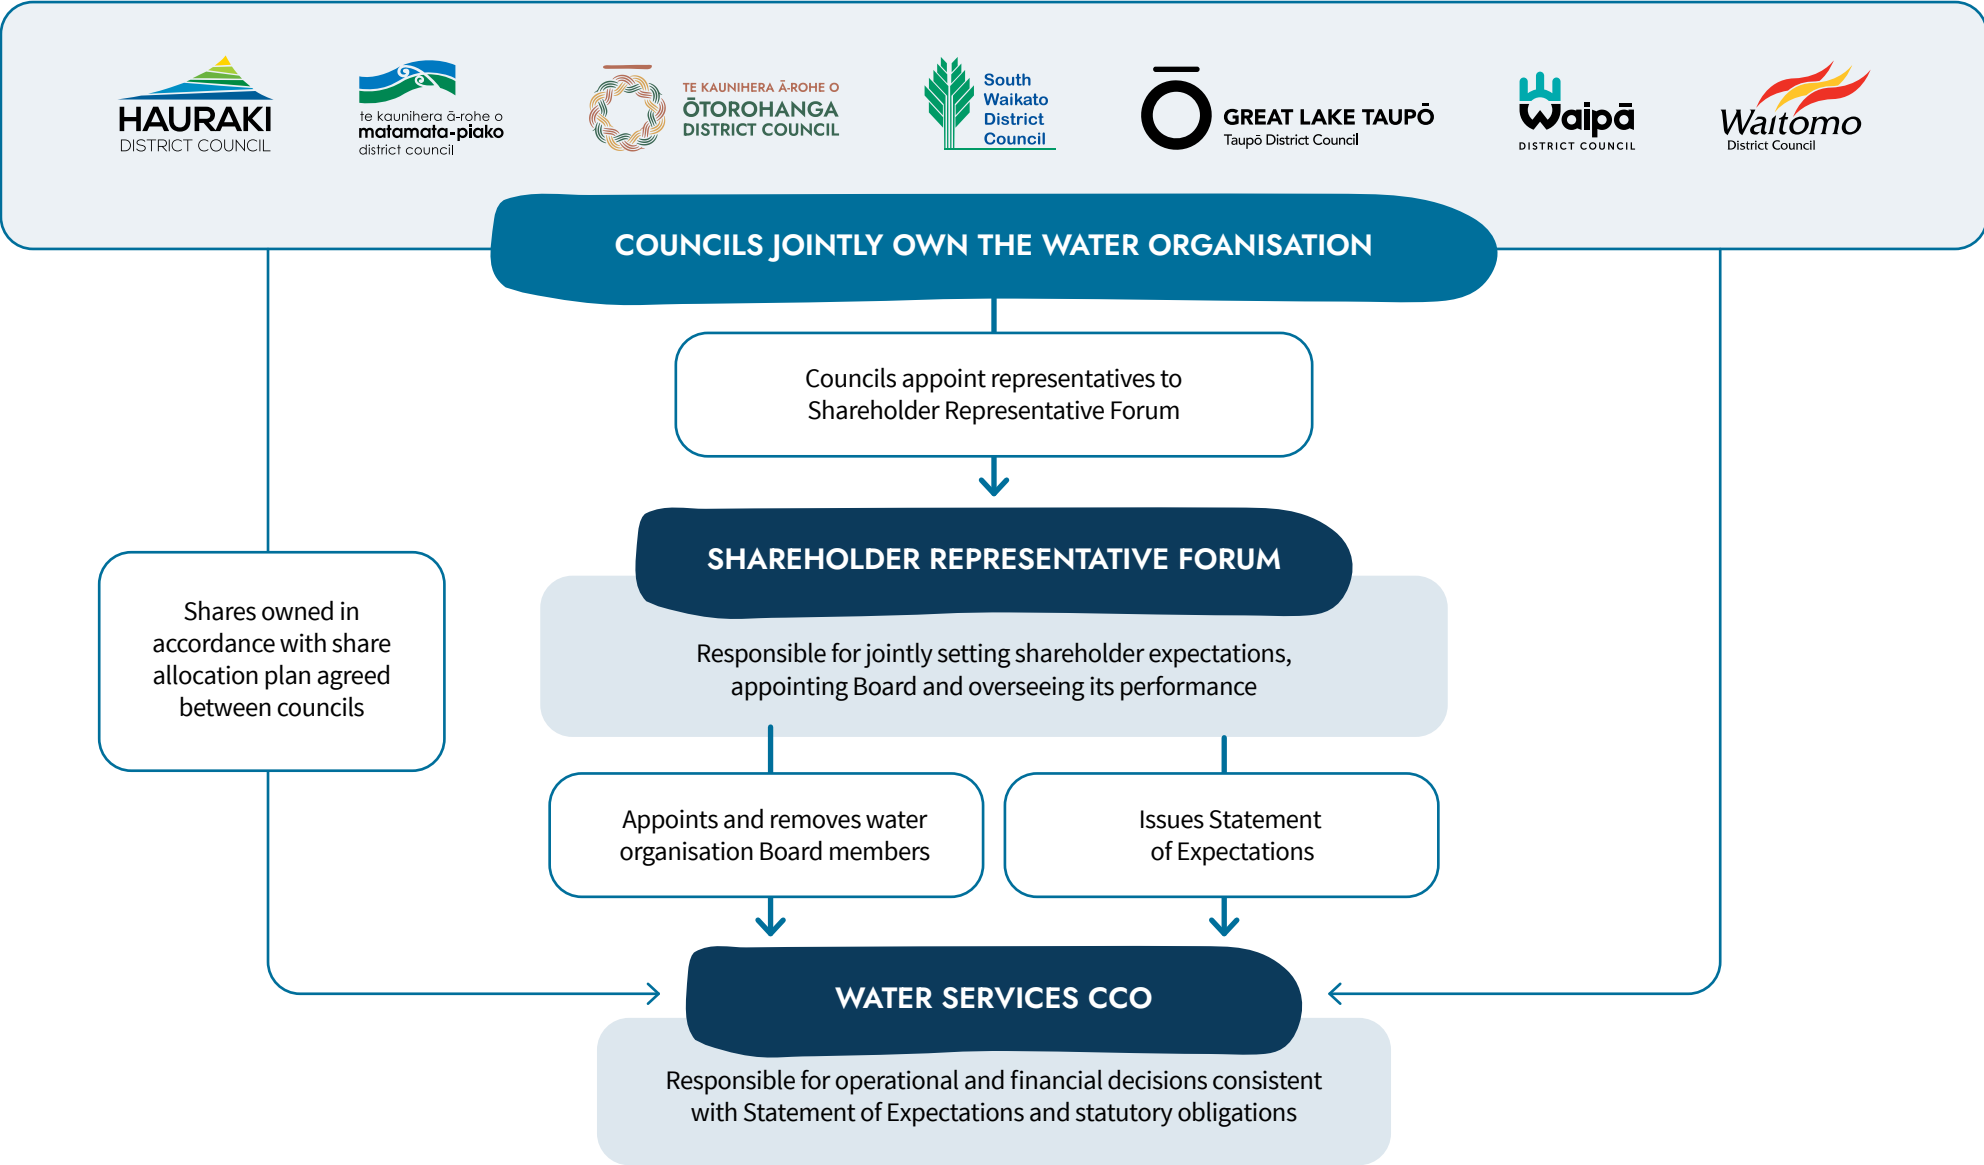 HAURAKI
DISTRICT COUNCIL
te kaunihera ā-rohe o
matamata-piako
district council
TE KAUNIHERA Ā-ROHE O
ŌTOROHANGA
DISTRICT COUNCIL
South
Waikato
District
Council
GREAT LAKE TAUPŌ
Taupō District Council
Waipā
DISTRICT COUNCIL
Waitomo
District Council
COUNCILS JOINTLY OWN THE WATER ORGANISATION
Councils appoint representatives to
Shareholder Representative Forum
SHAREHOLDER REPRESENTATIVE FORUM
Responsible for jointly setting shareholder expectations,
appointing Board and overseeing its performance
Shares owned in
accordance with share
allocation plan agreed
between councils
Appoints and removes water
organisation Board members
Issues Statement
of Expectations
WATER SERVICES CCO
Responsible for operational and financial decisions consistent
with Statement of Expectations and statutory obligations